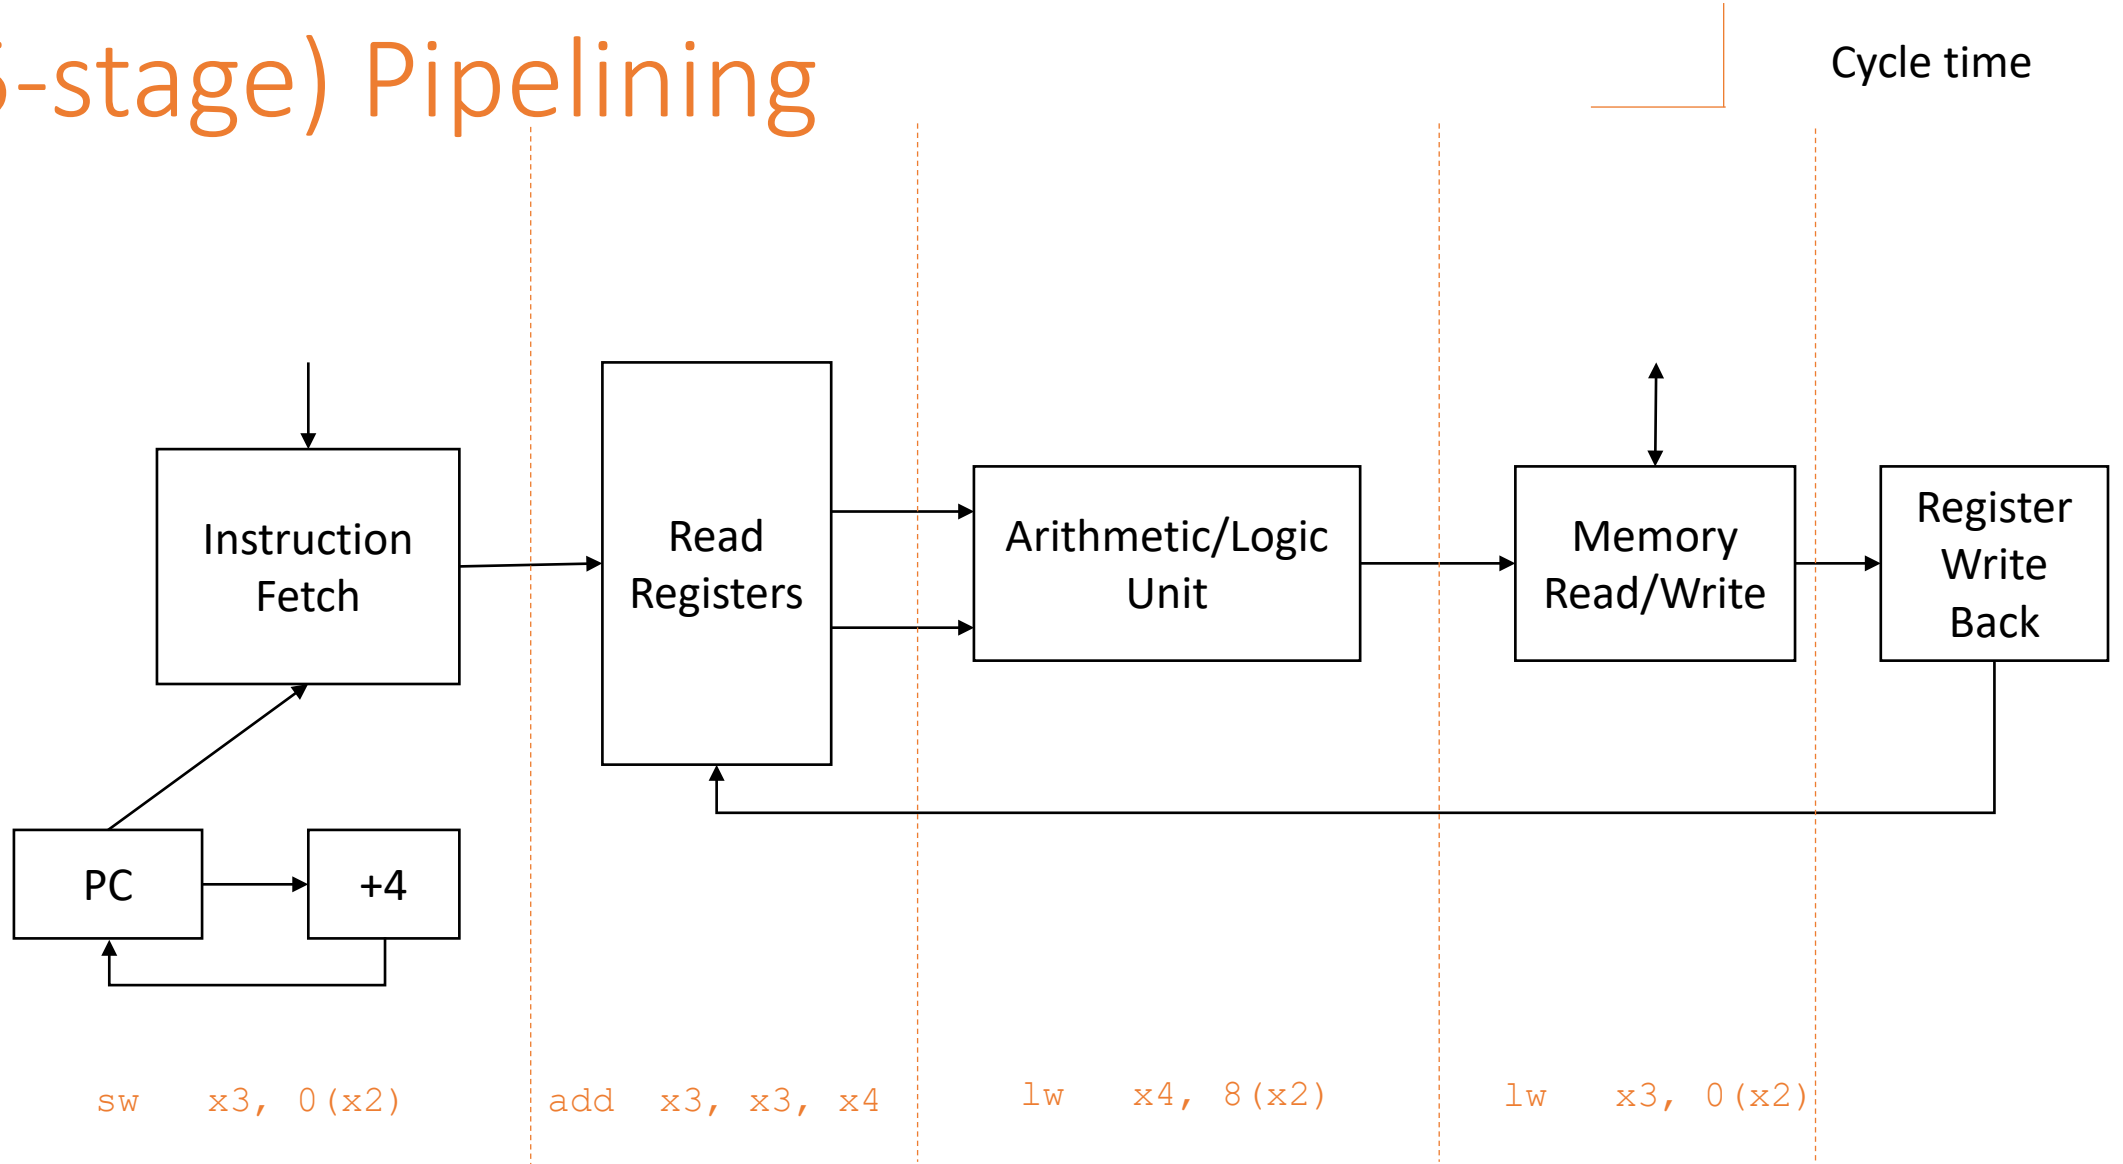 5-stage) Pipelining
Cycle time
Instruction
Fetch
Read
Registers
Arithmetic/Logic
Unit
Memory
Read/Write
Register
Write
Back
PC
+4
sw x3, 0(x2)
add x3, x3, x4
lw x4, 8(x2)
lw x3, 0(x2)